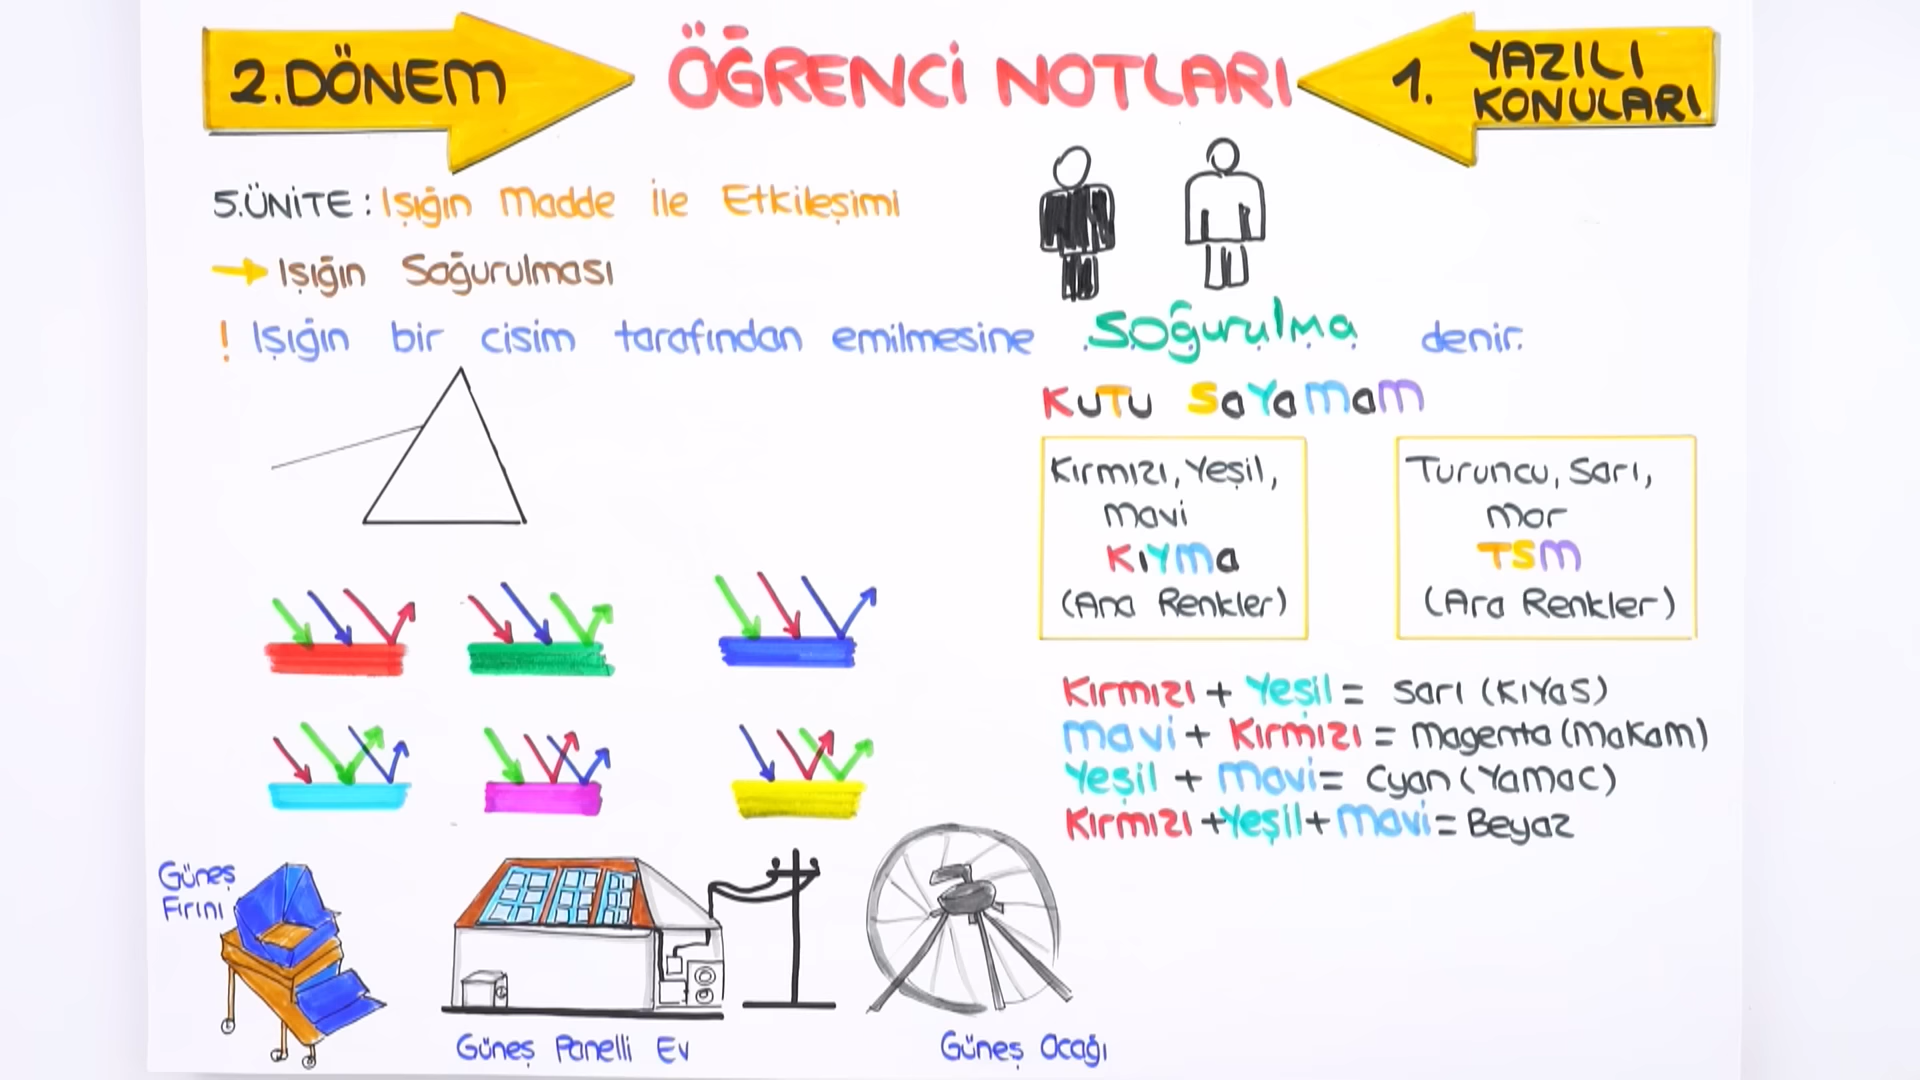 2.DÖNEM
ÖĞRENCİ NOTLARI
1. YAZILI
KONULARI
5.ÜNİTE: Işığın Madde ile Etkileşimi
→ Işığın Soğurulması
! Işığın bir cisim tarafından emilmesine Soğurulma denir.
KuTu SaYaMaM
Kırmızı, Yeşil,
Mavi
KıYMa
(Ana Renkler)
Turuncu, Sarı,
Mor
TSM
(Ara Renkler)
Kırmızı + Yeşil = Sarı (KıYaS)
Mavi + Kırmızı = Magenta (MaKaM)
Yeşil + Mavi = Cyan (YaMaC)
Kırmızı + Yeşil + Mavi = Beyaz
Güneş
Fırını
Güneş Panelli Ev
Güneş Ocağı